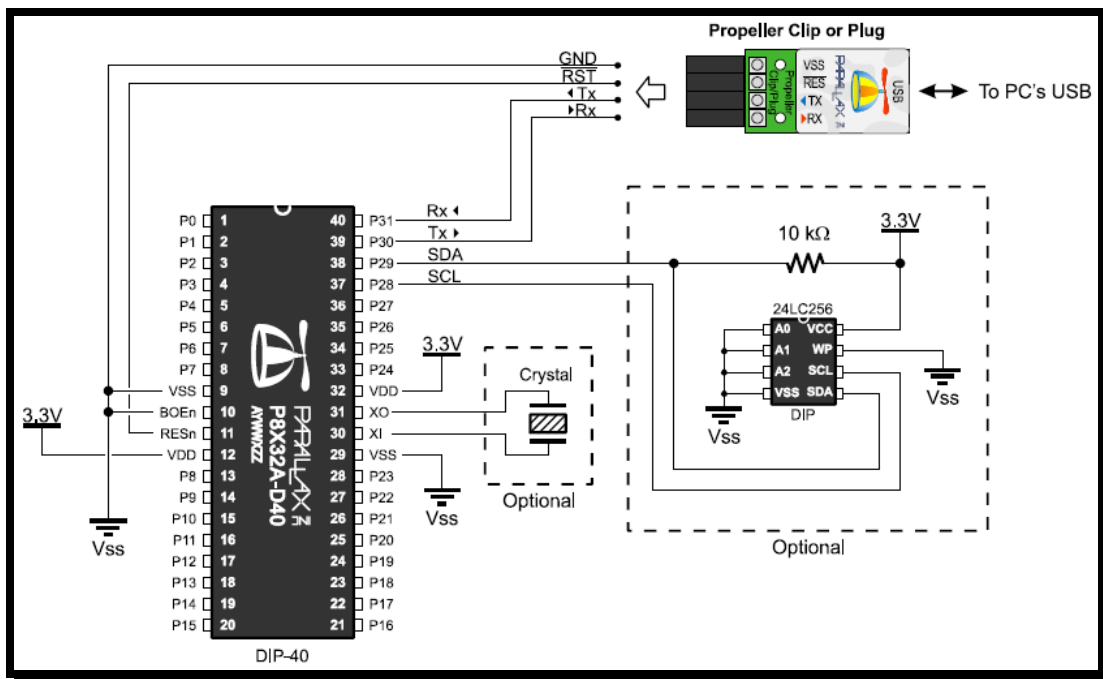 Propeller Clip or Plug
GND
RST
Tx
Rx
VSS
RES
TX
RX
Propeller
Clip/Plug
PARALLAX
USB
To PC's USB
P0 1 40 P31 Rx
P1 2 39 P30 Tx
P2 3 38 P29 SDA
P3 4 37 P28 SCL
P4 5 36 P27
P5 6 35 P26
P6 7 34 P25
P7 8 33 P24
VSS 9 32 VDD
BOEn 10 31 XO
RESn 11 30 XI
VDD 12 29 VSS
P8 13 28 P23
P9 14 27 P22
P10 15 26 P21
P11 16 25 P20
P12 17 24 P19
P13 18 23 P18
P14 19 22 P17
P15 20 21 P16
PARALLAX
P8X32A-D40
AYWWXZZ
DIP-40
3.3V
Vss
3.3V
Vss
Crystal
Optional
10 kΩ
3.3V
24LC256
A0 VCC
A1 WP
A2 SCL
VSS SDA
DIP
Vss
Vss
Optional